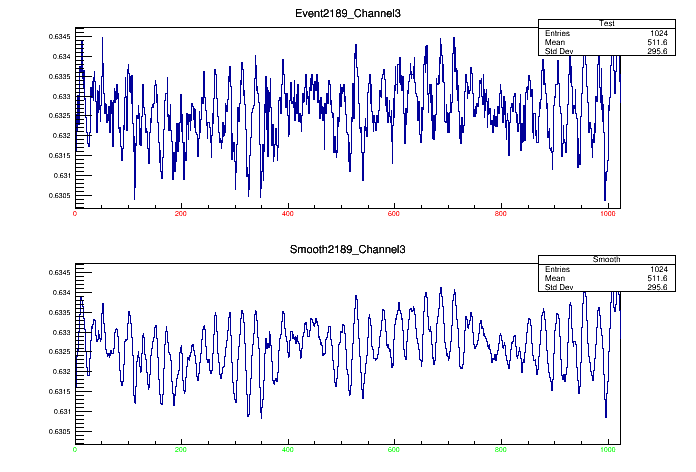 Event2189_Channel3
Test
Entries 1024
Mean 511.6
Std Dev 295.6
0.6345
0.634
0.6335
0.633
0.6325
0.632
0.6315
0.631
0.6305
0 200 400 600 800 1000
Smooth2189_Channel3
Smooth
Entries 1024
Mean 511.6
Std Dev 295.6
0.6345
0.634
0.6335
0.633
0.6325
0.632
0.6315
0.631
0.6305
0 200 400 600 800 1000